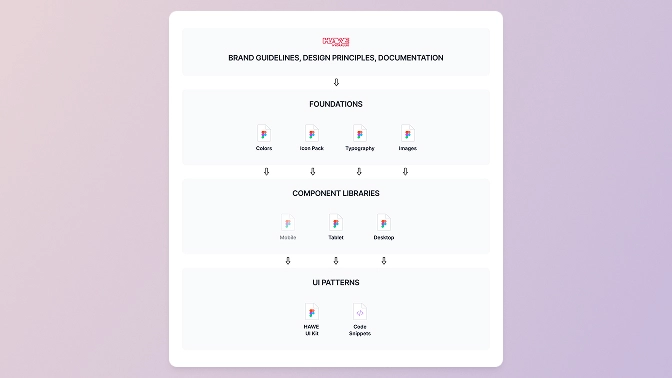 HAWE
BRAND GUIDELINES, DESIGN PRINCIPLES, DOCUMENTATION
FOUNDATIONS
Colors
Icon Pack
Typography
Images
COMPONENT LIBRARIES
Mobile
Tablet
Desktop
UI PATTERNS
HAWE
UI Kit
Code
Snippets